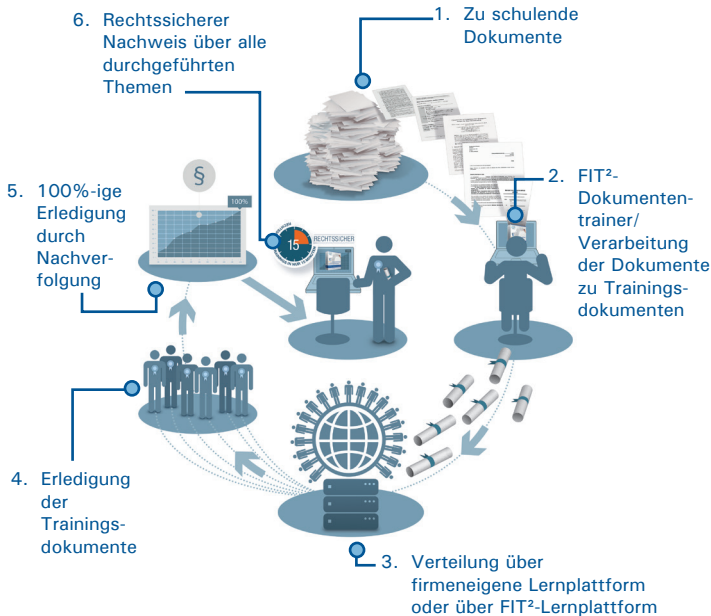 1. Zu schulende
Dokumente
2. FIT²-
Dokumenten-
trainer/
Verarbeitung
der Dokumente
zu Trainings-
dokumenten
3. Verteilung über
firmeneigene Lernplattform
oder über FIT²-Lernplattform
4. Erledigung
der
Trainings-
dokumente
5. 100%-ige
Erledigung
durch
Nachver-
folgung
6. Rechtssicherer
Nachweis über alle
durchgeführten
Themen
§
100%
15
RECHTSSICHER